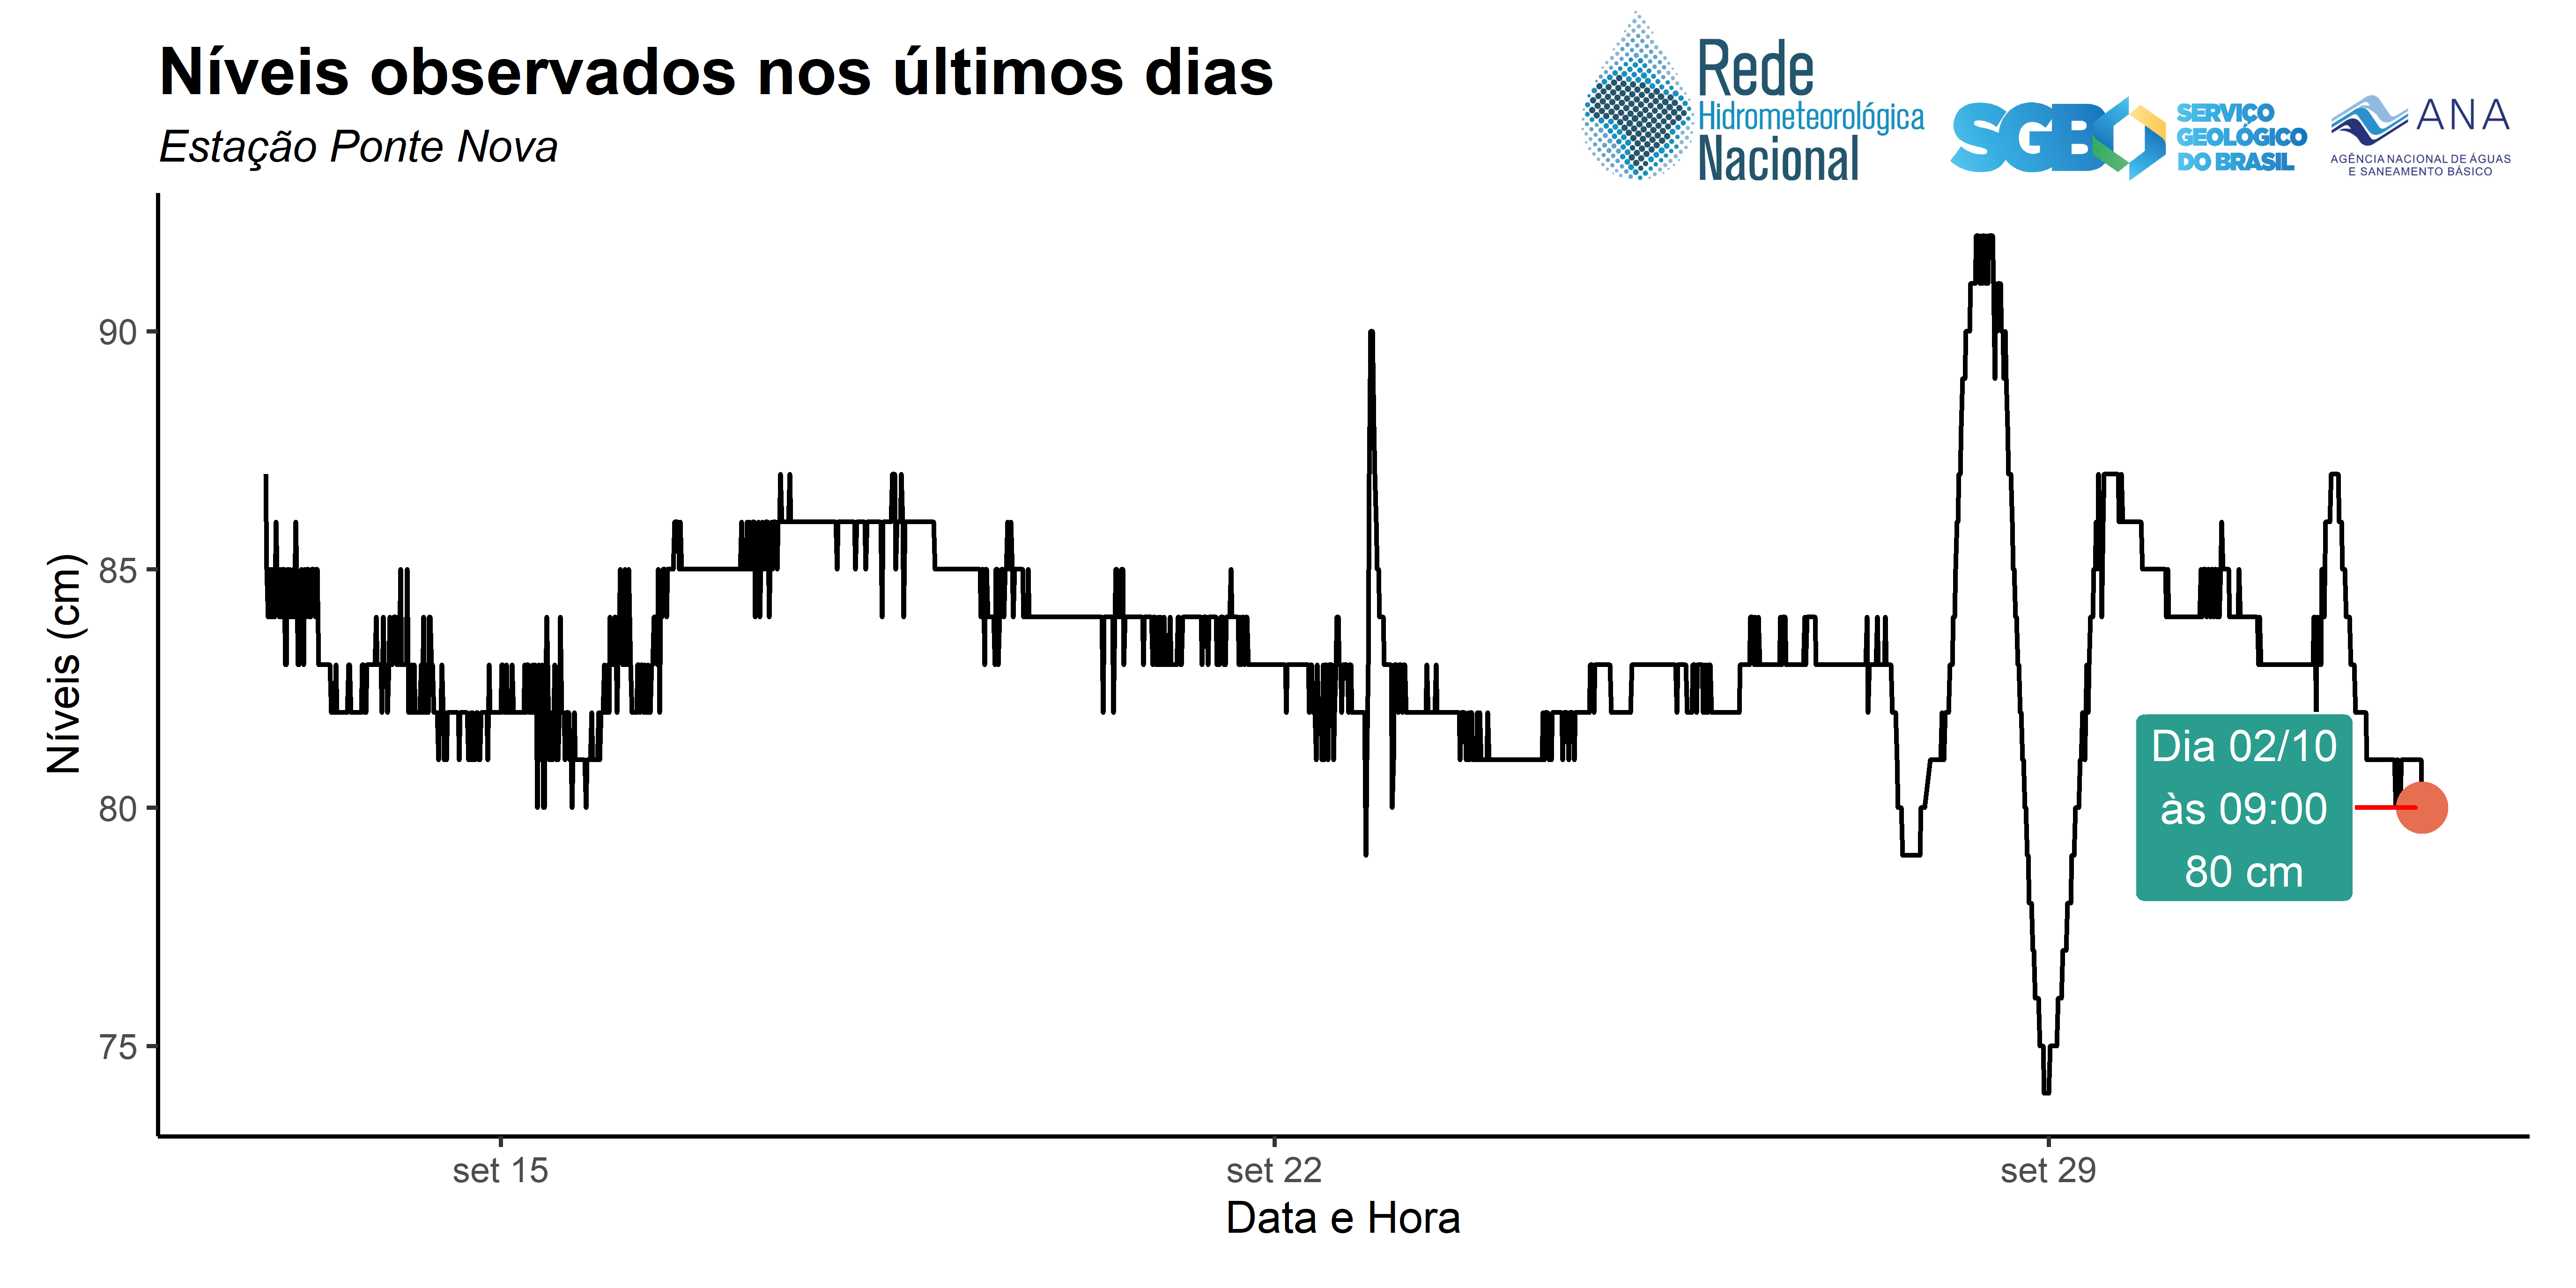 Níveis observados nos últimos dias
Estação Ponte Nova
Rede
Hidrometeorológica
Nacional
SGB
SERVIÇO
GEOLÓGICO
DO BRASIL
ANA
AGÊNCIA NACIONAL DE ÁGUAS
E SANEAMENTO BÁSICO
Níveis (cm)
90
85
80
75
Dia 02/10
às 09:00
80 cm
set 15
set 22
set 29
Data e Hora